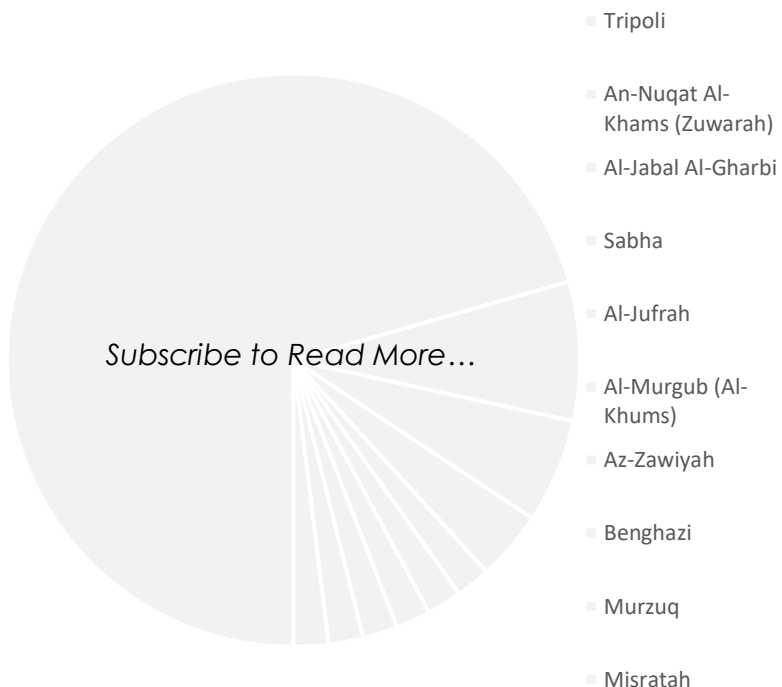 Tripoli
An-Nuqat Al-
Khams (Zuwarah)
Al-Jabal Al-Gharbi
Sabha
Al-Jufrah
Subscribe to Read More…
Al-Murgub (Al-
Khums)
Az-Zawiyah
Benghazi
Murzuq
Misratah